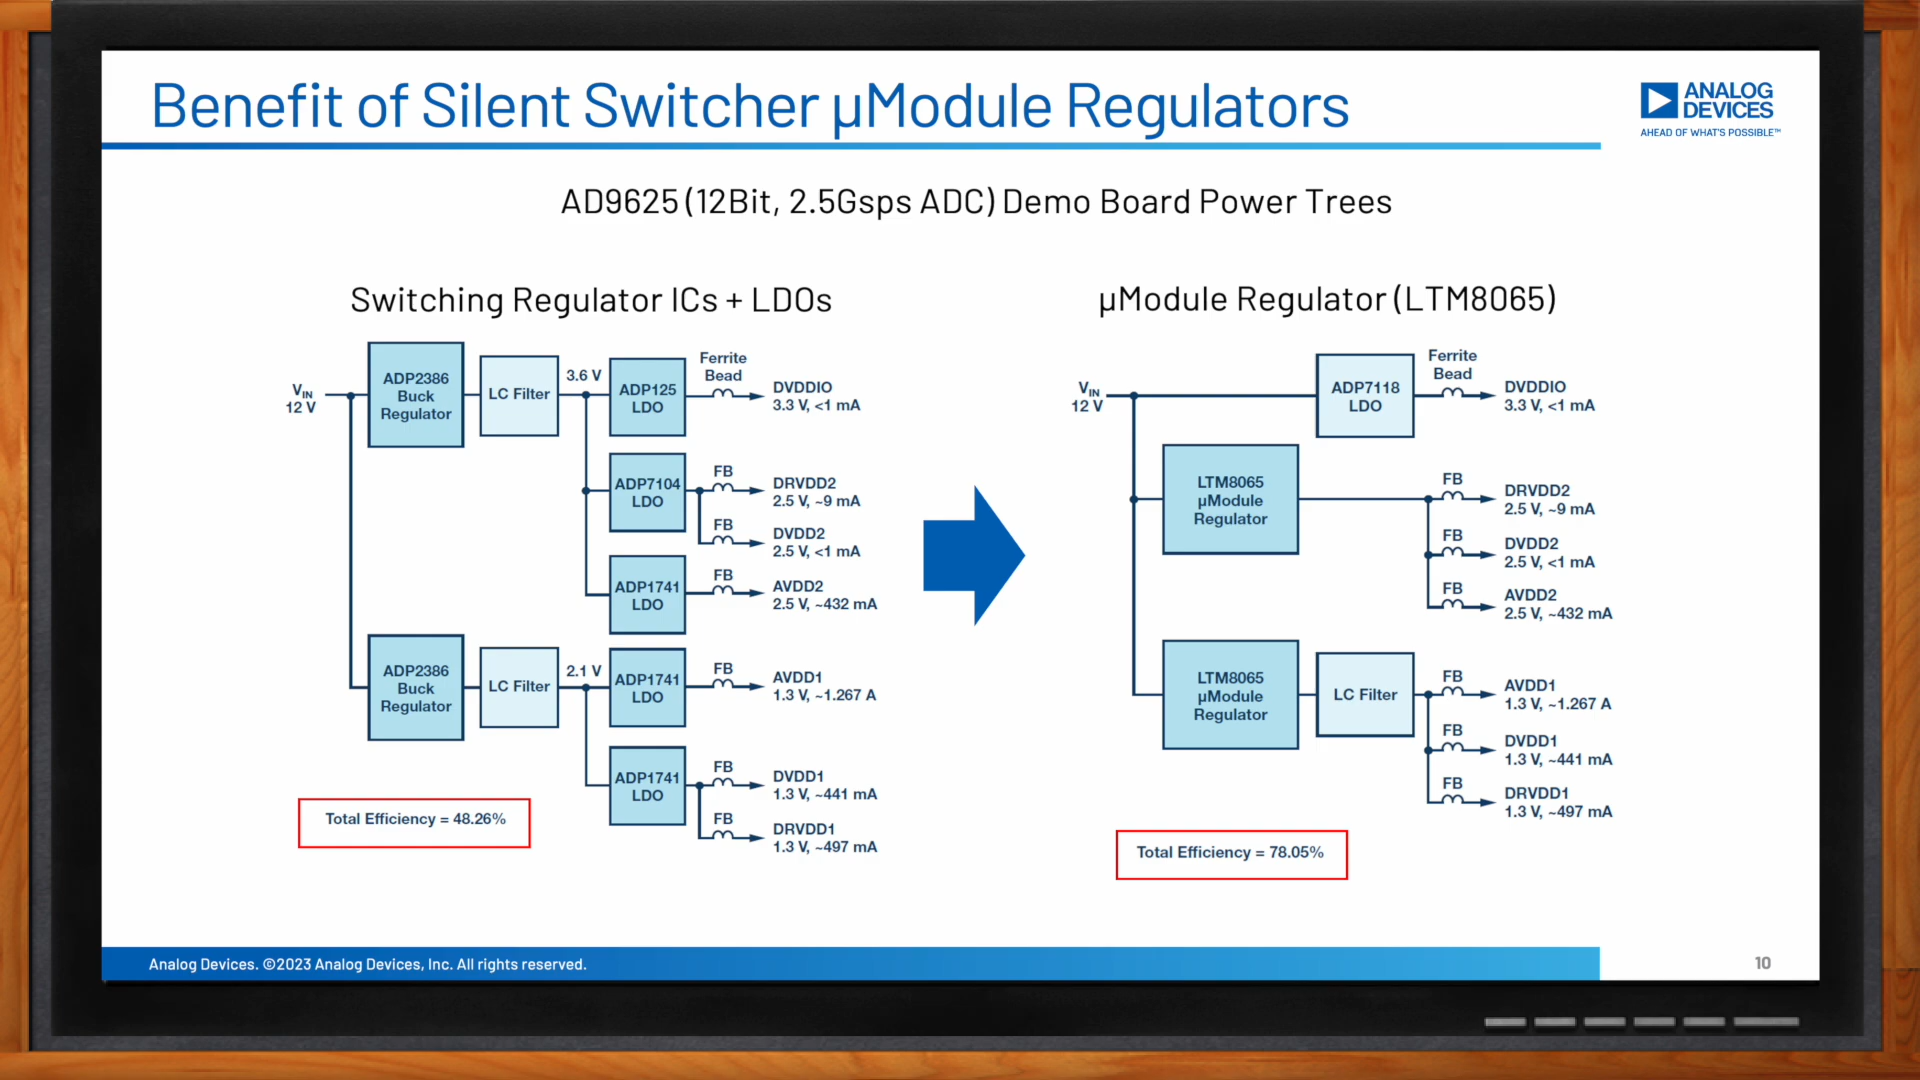 Benefit of Silent Switcher µModule Regulators
ANALOG
DEVICES
AHEAD OF WHAT'S POSSIBLE™
AD9625 (12Bit, 2.5Gsps ADC) Demo Board Power Trees
Switching Regulator ICs + LDOs
VIN
12 V
ADP2386
Buck
Regulator
LC Filter
3.6 V
ADP125
LDO
Ferrite
Bead
DVDDIO
3.3 V, <1 mA
ADP7104
LDO
FB
DRVDD2
2.5 V, ~9 mA
FB
DVDD2
2.5 V, <1 mA
ADP1741
LDO
FB
AVDD2
2.5 V, ~432 mA
ADP2386
Buck
Regulator
LC Filter
2.1 V
ADP1741
LDO
FB
AVDD1
1.3 V, ~1.267 A
ADP1741
LDO
FB
DVDD1
1.3 V, ~441 mA
FB
DRVDD1
1.3 V, ~497 mA
Total Efficiency = 48.26%
µModule Regulator (LTM8065)
VIN
12 V
ADP7118
LDO
Ferrite
Bead
DVDDIO
3.3 V, <1 mA
LTM8065
µModule
Regulator
FB
DRVDD2
2.5 V, ~9 mA
FB
DVDD2
2.5 V, <1 mA
FB
AVDD2
2.5 V, ~432 mA
LTM8065
µModule
Regulator
LC Filter
FB
AVDD1
1.3 V, ~1.267 A
FB
DVDD1
1.3 V, ~441 mA
FB
DRVDD1
1.3 V, ~497 mA
Total Efficiency = 78.05%
Analog Devices. ©2023 Analog Devices, Inc. All rights reserved.
10